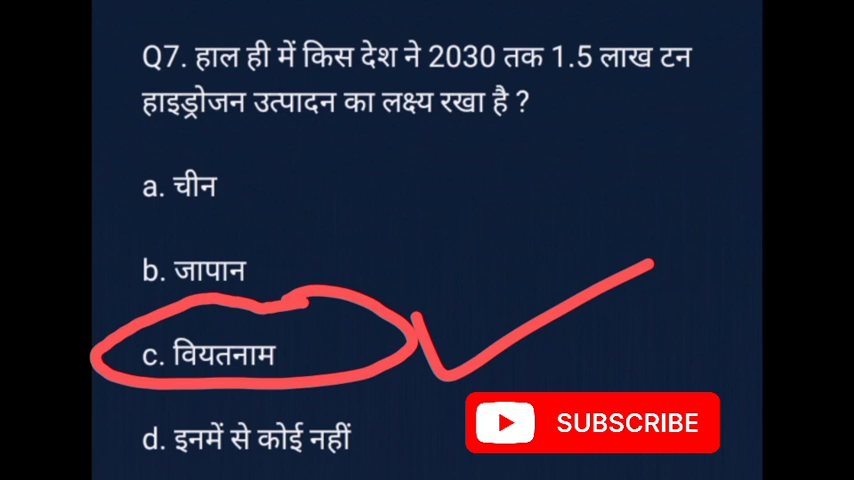 Q7. हाल ही में किस देश ने 2030 तक 1.5 लाख टन
हाइड्रोजन उत्पादन का लक्ष्य रखा है ?
a. चीन
b. जापान
c. वियतनाम
d. इनमें से कोई नहीं
SUBSCRIBE